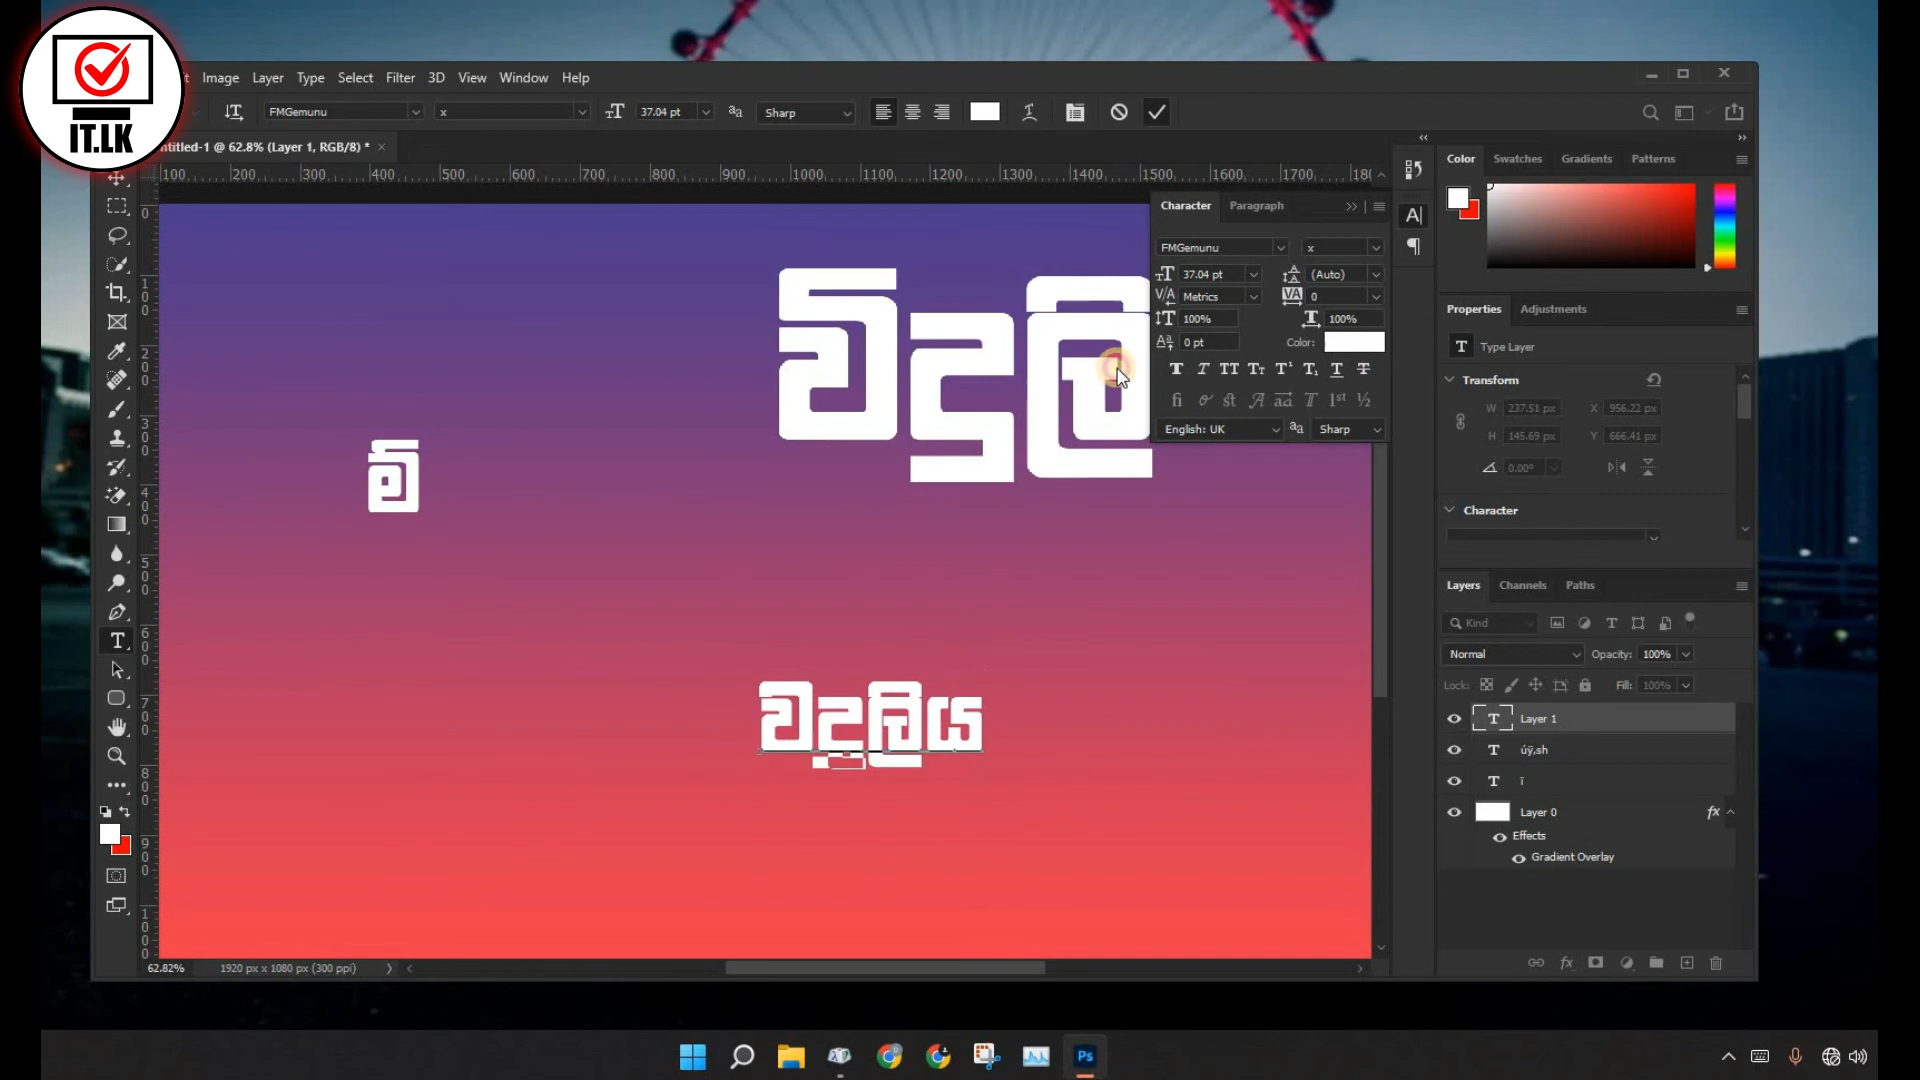 IT.LK
Image Layer Type Select Filter 3D View Window Help
FMGemunu x 37.04 pt Sharp
ntitled-1 @ 62.8% (Layer 1, RGB/8) *
100 200 300 400 500 600 700 800 900 1000 1100 1200 1300 1400 1500 1600 1700
Character Paragraph
FMGemunu x
37.04 pt (Auto)
Metrics 0
100% 100%
0 pt Color:
English: UK Sharp
විදුලි
ම්
විදුලිය
Color Swatches Gradients Patterns
Properties Adjustments
Type Layer
Transform
W 237.51 px X 956.22 px
H 145.69 px Y 666.41 px
0.00°
Character
Layers Channels Paths
Kind
Normal Opacity: 100%
Lock: Fill: 100%
Layer 1
úÿ,sh
ï
Layer 0 fx
Effects
Gradient Overlay
62.82% 1920 px x 1080 px (300 ppi)
Ps